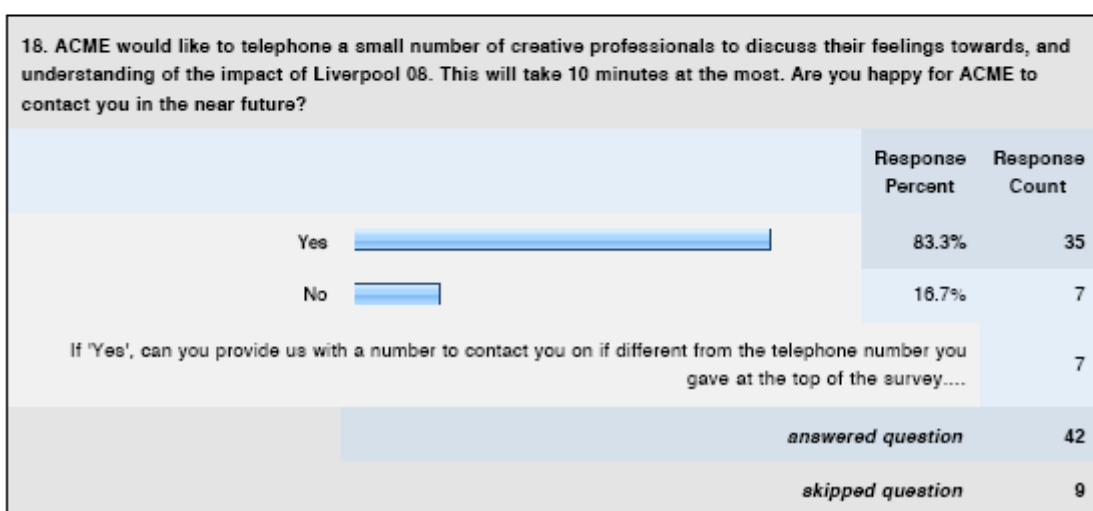 18. ACME would like to telephone a small number of creative professionals to discuss their feelings towards, and
understanding of the impact of Liverpool 08. This will take 10 minutes at the most. Are you happy for ACME to
contact you in the near future?
Response Percent
Response Count
Yes 83.3% 35
No 16.7% 7
If 'Yes', can you provide us with a number to contact you on if different from the telephone number you
gave at the top of the survey.... 7
answered question 42
skipped question 9